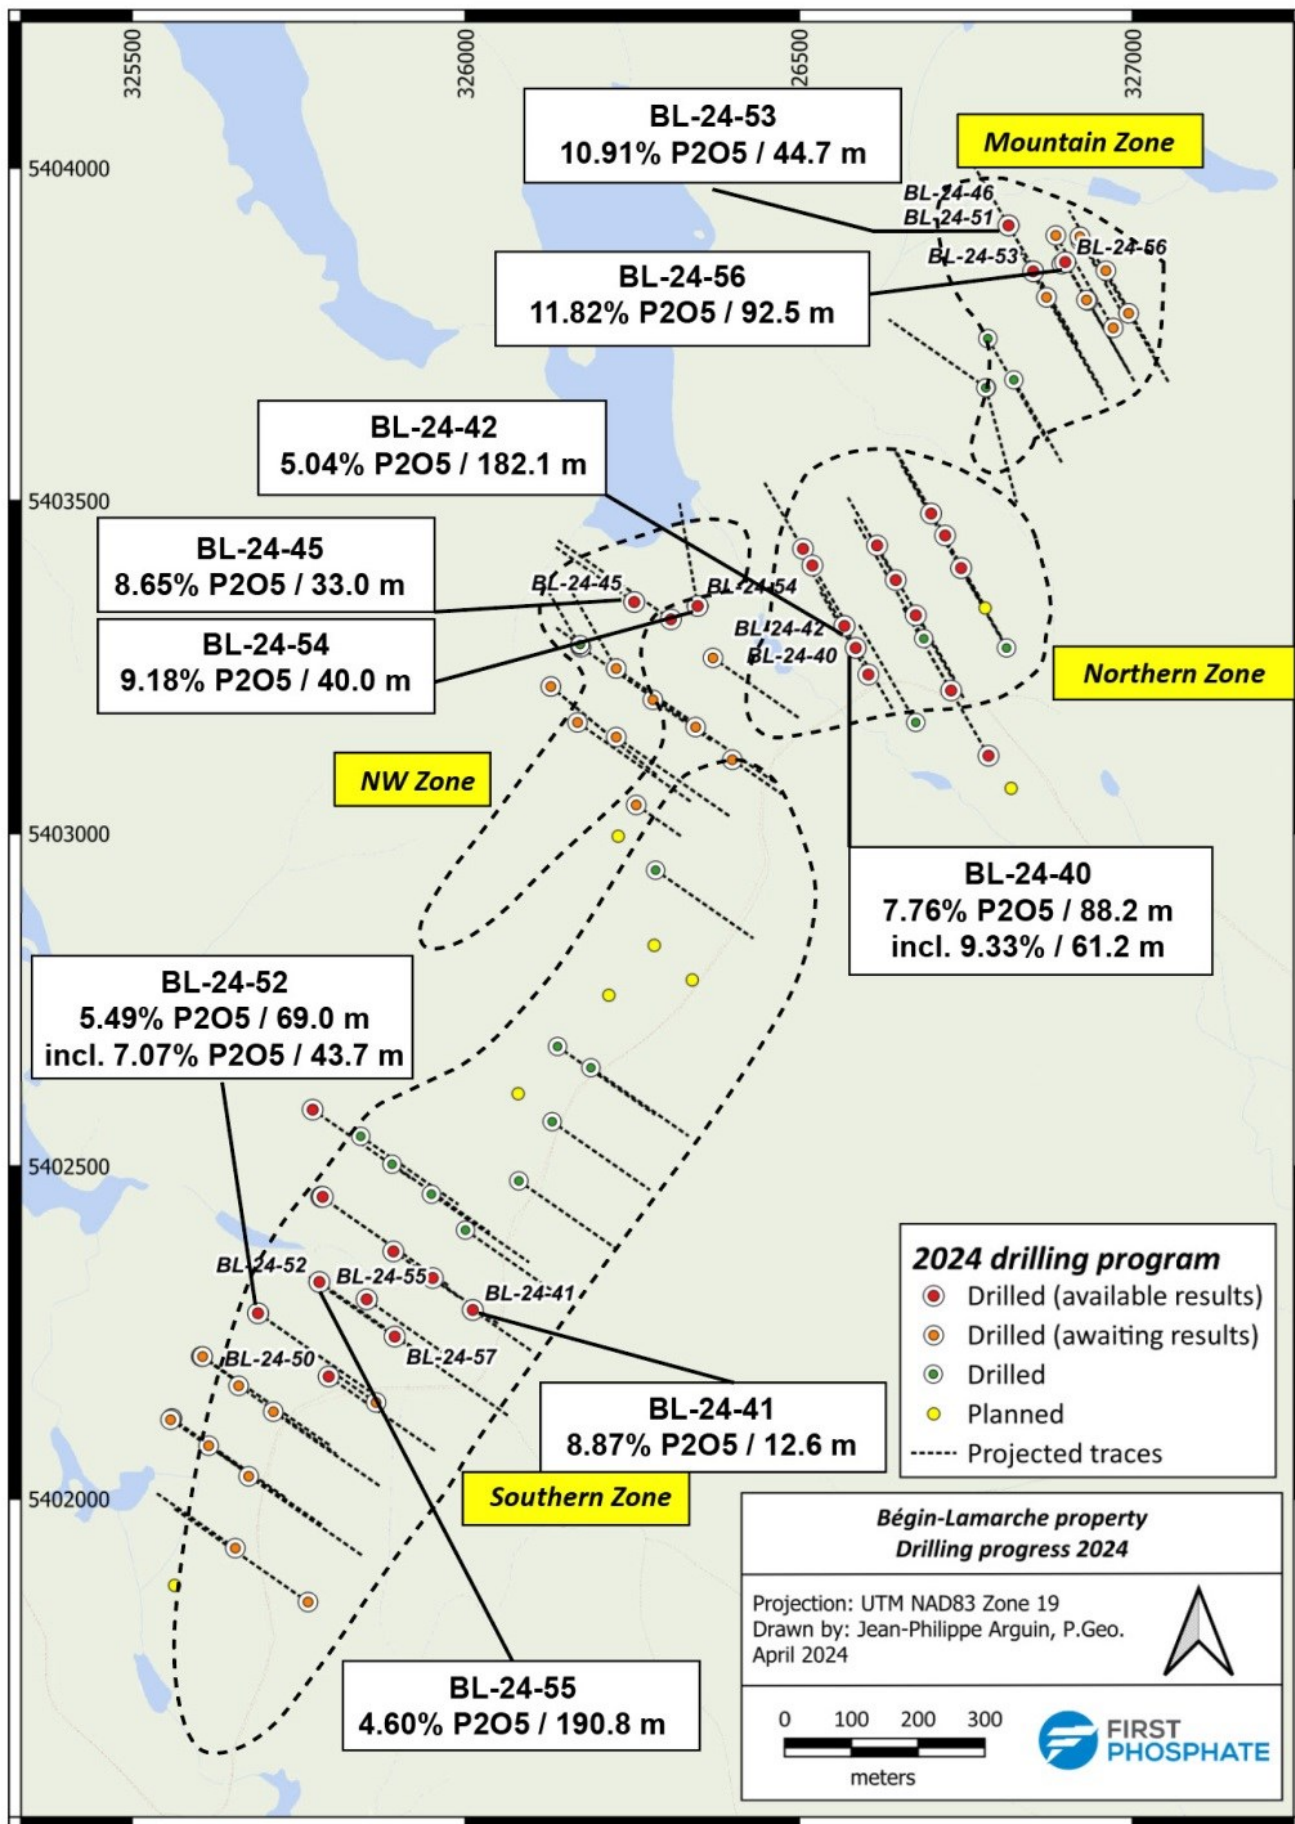 325500
326000
326500
327000
BL-24-53
10.91% P2O5 / 44.7 m
Mountain Zone
5404000
BL-24-46
BL-24-51
BL-24-53
BL-24-56
BL-24-56
11.82% P2O5 / 92.5 m
BL-24-42
5.04% P2O5 / 182.1 m
5403500
BL-24-45
8.65% P2O5 / 33.0 m
BL-24-45
BL-24-54
BL-24-54
9.18% P2O5 / 40.0 m
BL-24-42
BL-24-40
Northern Zone
NW Zone
5403000
BL-24-40
7.76% P2O5 / 88.2 m
incl. 9.33% / 61.2 m
BL-24-52
5.49% P2O5 / 69.0 m
incl. 7.07% P2O5 / 43.7 m
5402500
BL-24-52
BL-24-55
BL-24-41
BL-24-50
BL-24-57
2024 drilling program
Drilled (available results)
Drilled (awaiting results)
Drilled
Planned
Projected traces
BL-24-41
8.87% P2O5 / 12.6 m
5402000
Southern Zone
Bégin-Lamarche property
Drilling progress 2024
Projection: UTM NAD83 Zone 19
Drawn by: Jean-Philippe Arguin, P.Geo.
April 2024
BL-24-55
4.60% P2O5 / 190.8 m
0 100 200 300
meters
FIRST
PHOSPHATE